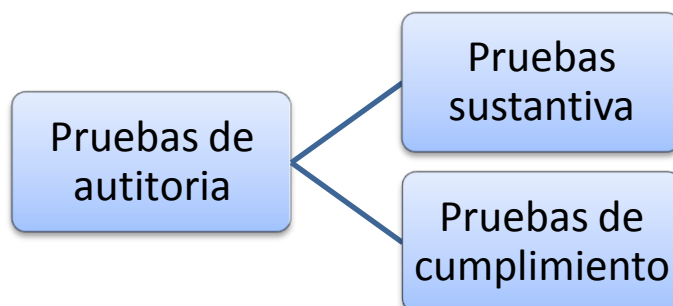 Pruebas de
autitoria
Pruebas
sustantiva
Pruebas de
cumplimiento